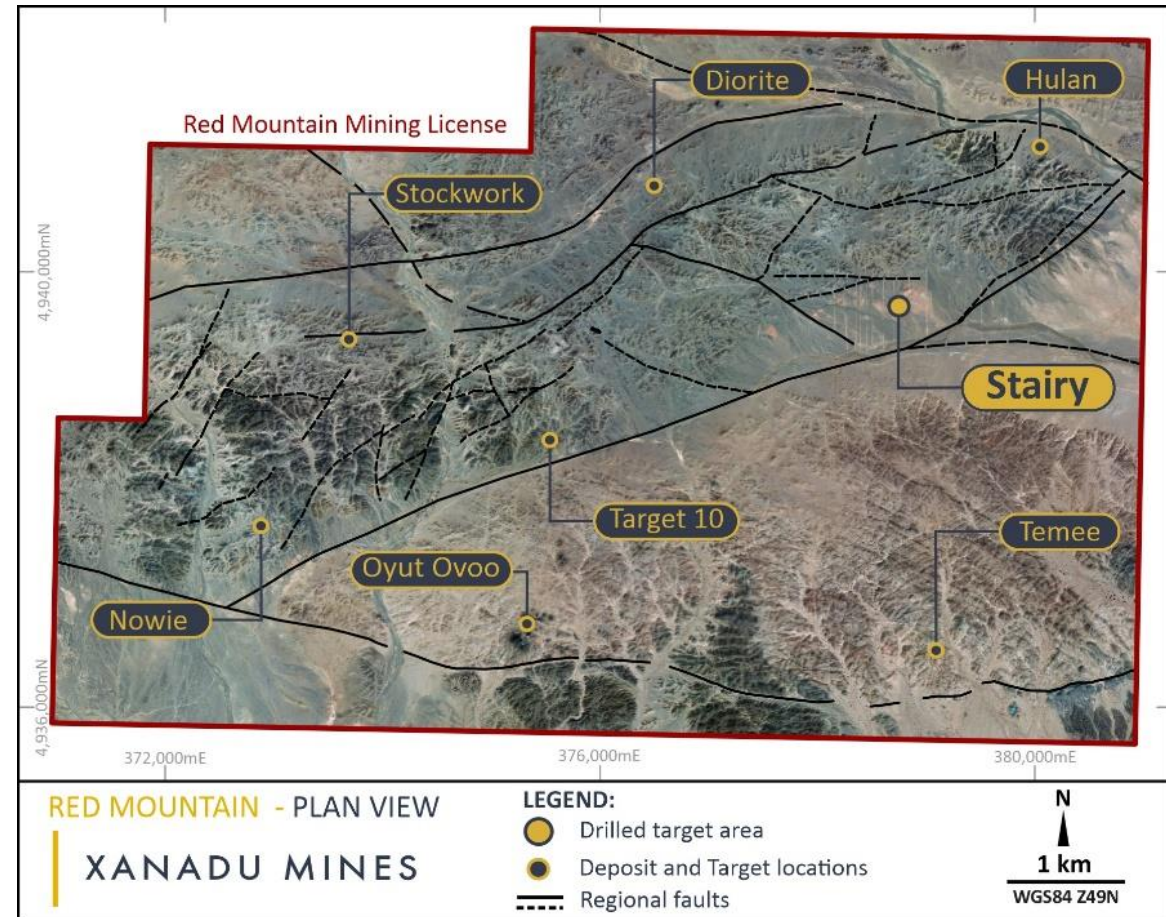 Diorite
Hulan
Red Mountain Mining License
Stockwork
4,940,000mN
Stairy
Target 10
Temee
Oyut Ovoo
Nowie
4,936,000mN
372,000mE
376,000mE
380,000mE
RED MOUNTAIN - PLAN VIEW
XANADU MINES
LEGEND:
Drilled target area
Deposit and Target locations
Regional faults
N
1 km
WGS84 Z49N